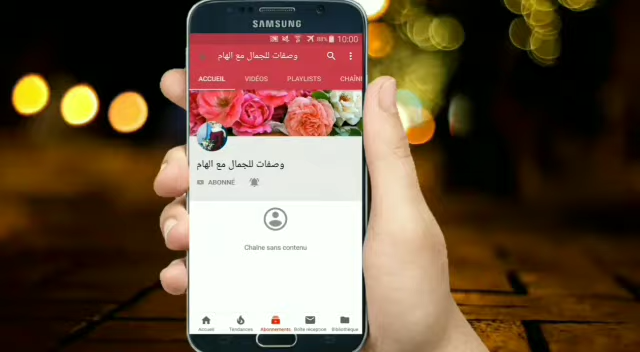 SAMSUNG
88% 10:00
وصفات للجمال مع الهام
ACCUEIL VIDÉOS PLAYLISTS CHAÎN
وصفات للجمال مع الهام
ABONNÉ
Chaîne sans contenu
Accueil Tendances Abonnements Boîte réception Bibliothèque